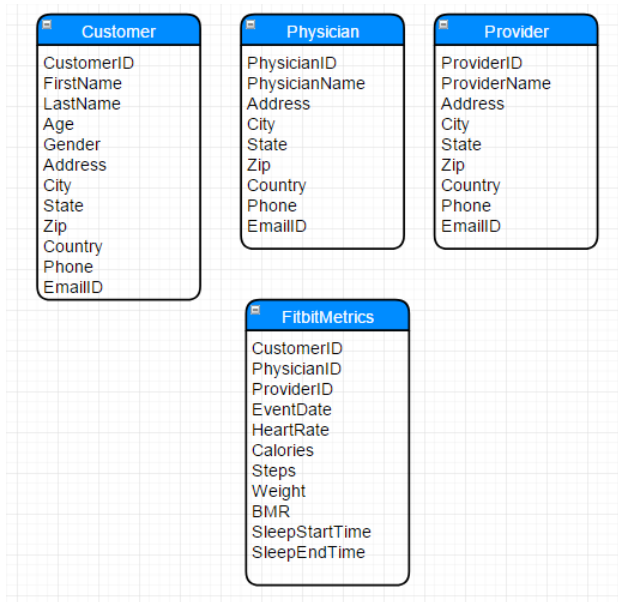 Customer
CustomerID
FirstName
LastName
Age
Gender
Address
City
State
Zip
Country
Phone
EmailID
Physician
PhysicianID
PhysicianName
Address
City
State
Zip
Country
Phone
EmailID
Provider
ProviderID
ProviderName
Address
City
State
Zip
Country
Phone
EmailID
FitbitMetrics
CustomerID
PhysicianID
ProviderID
EventDate
HeartRate
Calories
Steps
Weight
BMR
SleepStartTime
SleepEndTime